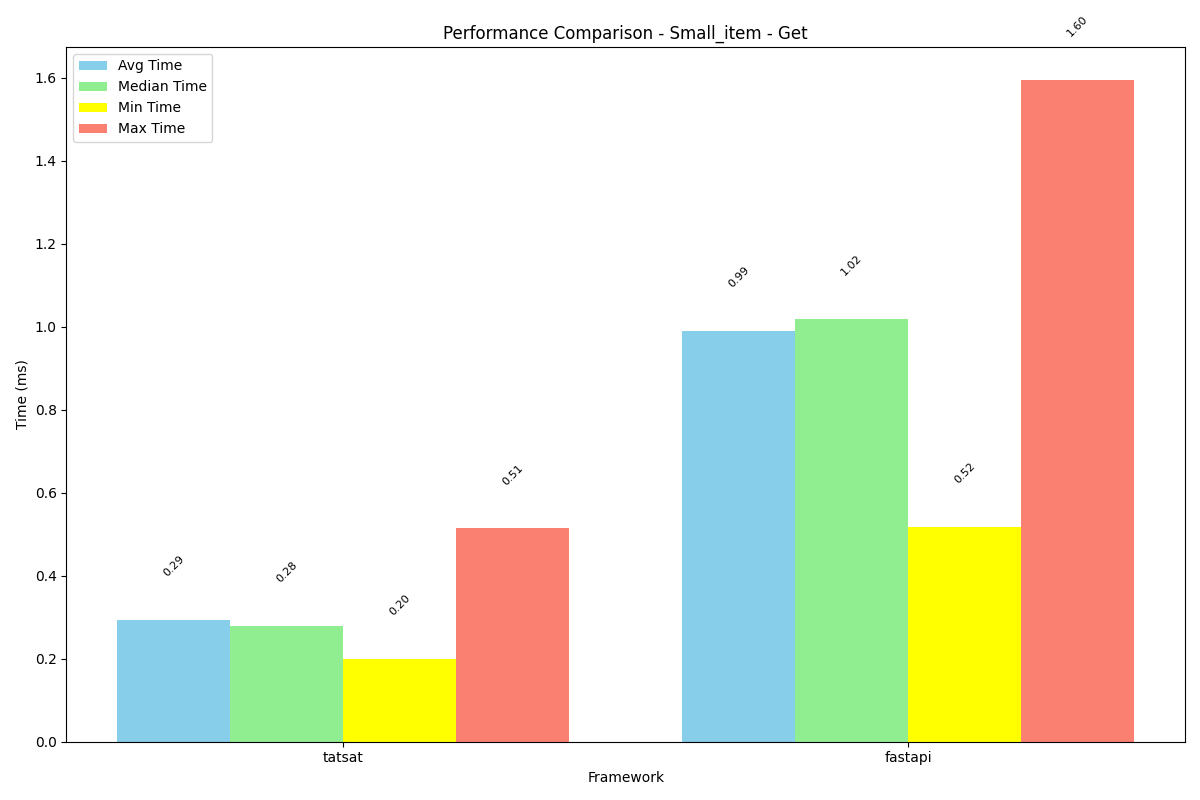 Performance Comparison - Small_item - Get
1.60
Avg Time
Median Time
Min Time
Max Time
1.6
1.4
1.2
1.0
0.8
0.6
0.4
0.2
0.0
Time (ms)
0.29
0.28
0.20
0.51
0.99
1.02
0.52
tatsat
fastapi
Framework